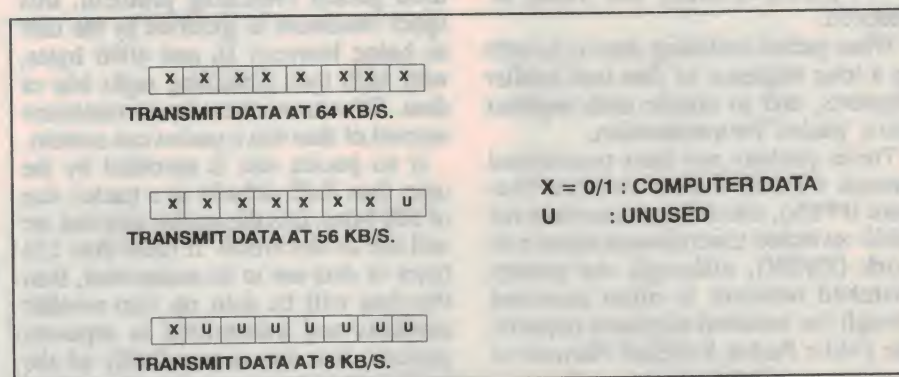 X X X X X X X X
TRANSMIT DATA AT 64 KB/S.
X X X X X X X U
TRANSMIT DATA AT 56 KB/S.
X U U U U U U U
TRANSMIT DATA AT 8 KB/S.
X = 0/1 : COMPUTER DATA
U : UNUSED